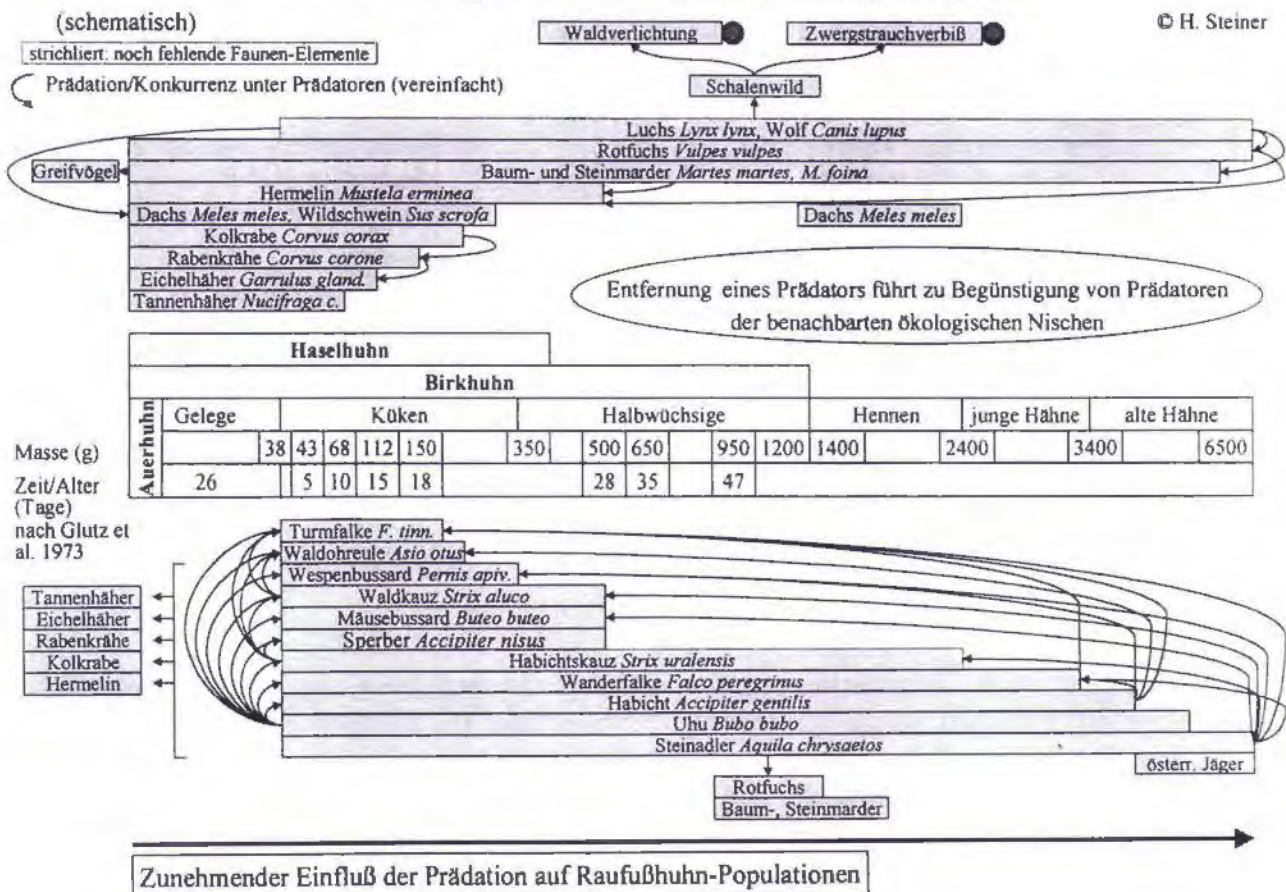 (schematisch)
© H. Steiner
strichliert: noch fehlende Faunen-Elemente
Prädation/Konkurrenz unter Prädatoren (vereinfacht)
Waldverlichtung
Zwergstrauchverbiß
Schalenwild
Luchs Lynx lynx, Wolf Canis lupus
Rotfuchs Vulpes vulpes
Greifvögel
Baum- und Steinmarder Martes martes, M. foina
Hermelin Mustela erminea
Dachs Meles meles, Wildschwein Sus scrofa
Dachs Meles meles
Kolkrabe Corvus corax
Rabenkrähe Corvus corone
Eichelhäher Garrulus gland.
Tannenhäher Nucifraga c.
Entfernung eines Prädators führt zu Begünstigung von Prädatoren
der benachbarten ökologischen Nischen
Haselhuhn
Birkhuhn
Auerhuhn
Gelege Küken Halbwüchsige Hennen junge Hähne alte Hähne
Masse (g) 38 43 68 112 150 350 500 650 950 1200 1400 2400 3400 6500
Zeit/Alter 26 5 10 15 18 28 35 47
(Tage)
nach Glutz et
al. 1973
Turmfalke F. tinn.
Waldohreule Asio otus
Wespenbussard Pernis apiv.
Waldkauz Strix aluco
Mäusebussard Buteo buteo
Sperber Accipiter nisus
Habichtskauz Strix uralensis
Wanderfalke Falco peregrinus
Habicht Accipiter gentilis
Uhu Bubo bubo
Steinadler Aquila chrysaetos
österr. Jäger
Tannenhäher
Eichelhäher
Rabenkrähe
Kolkrabe
Hermelin
Rotfuchs
Baum-, Steinmarder
Zunehmender Einfluß der Prädation auf Raufußhuhn-Populationen